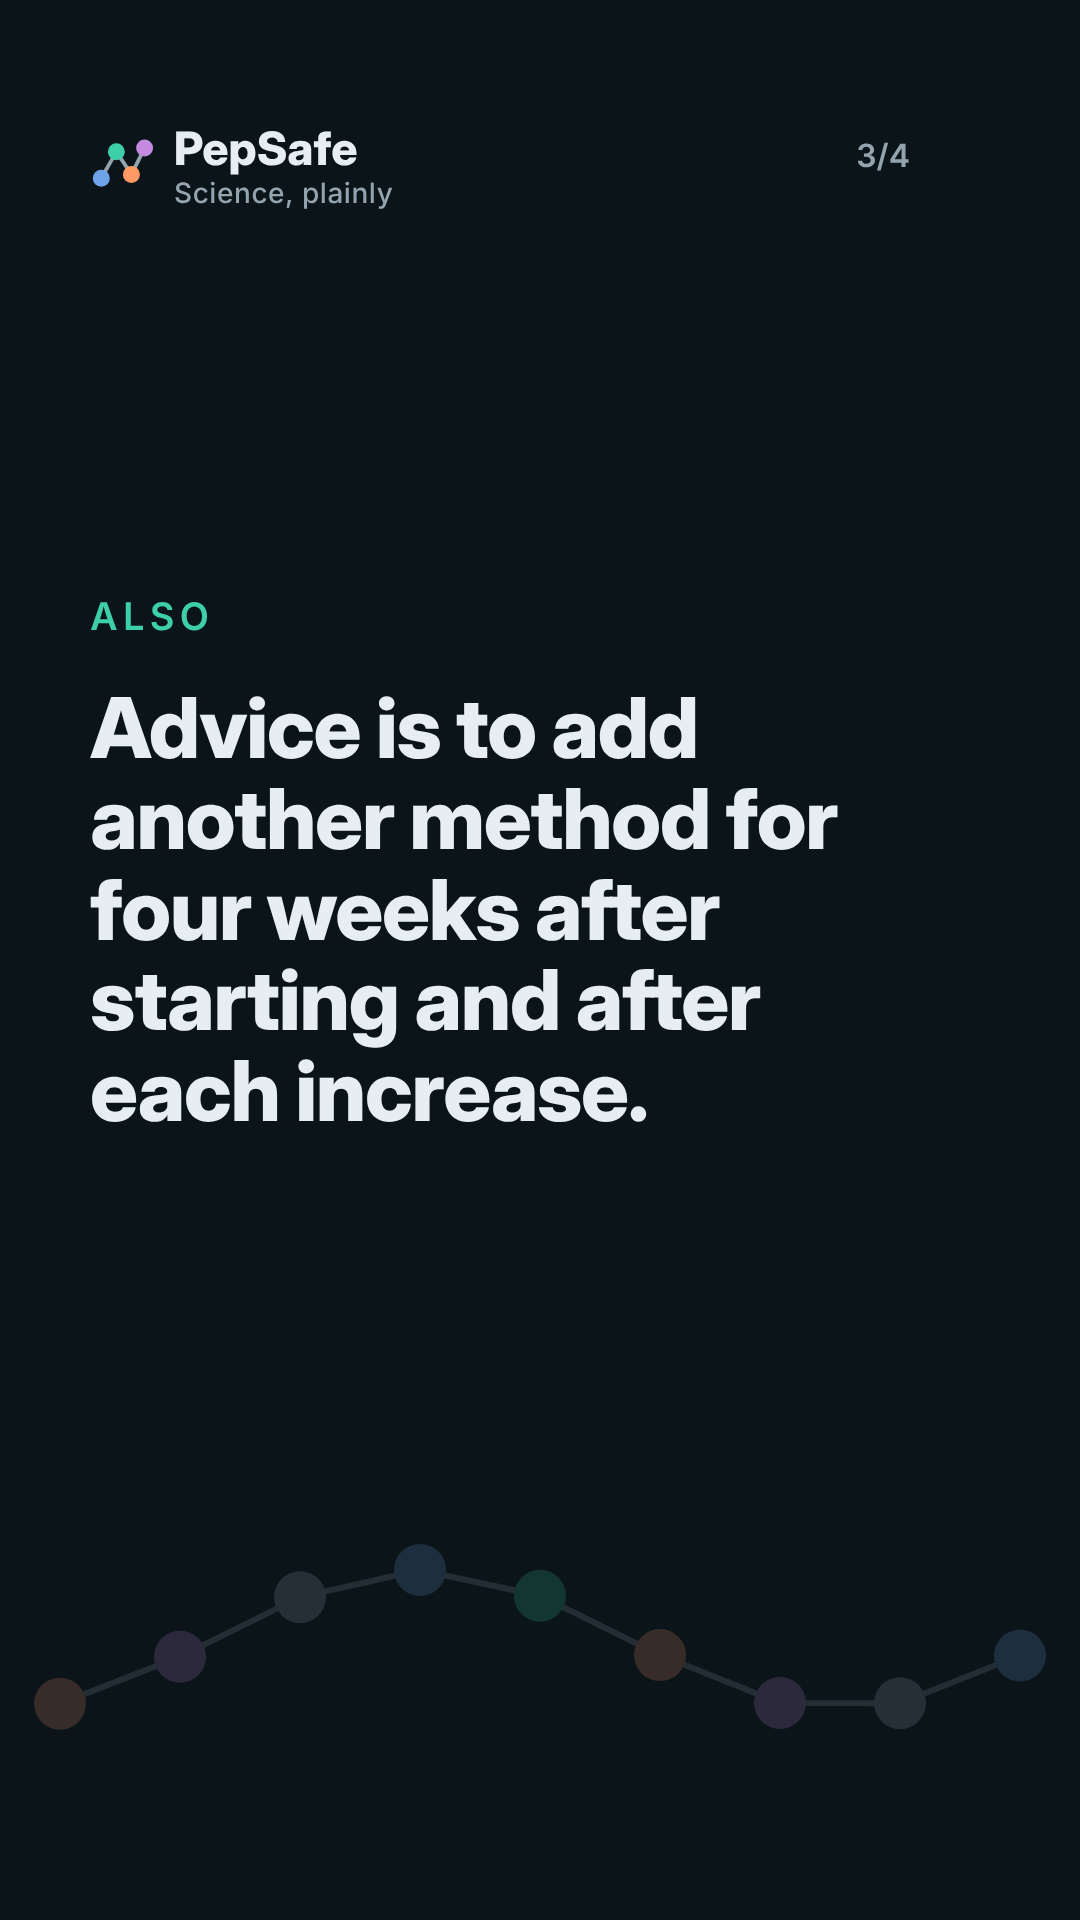 PepSafe
Science, plainly
3/4
ALSO
Advice is to add
another method for
four weeks after
starting and after
each increase.